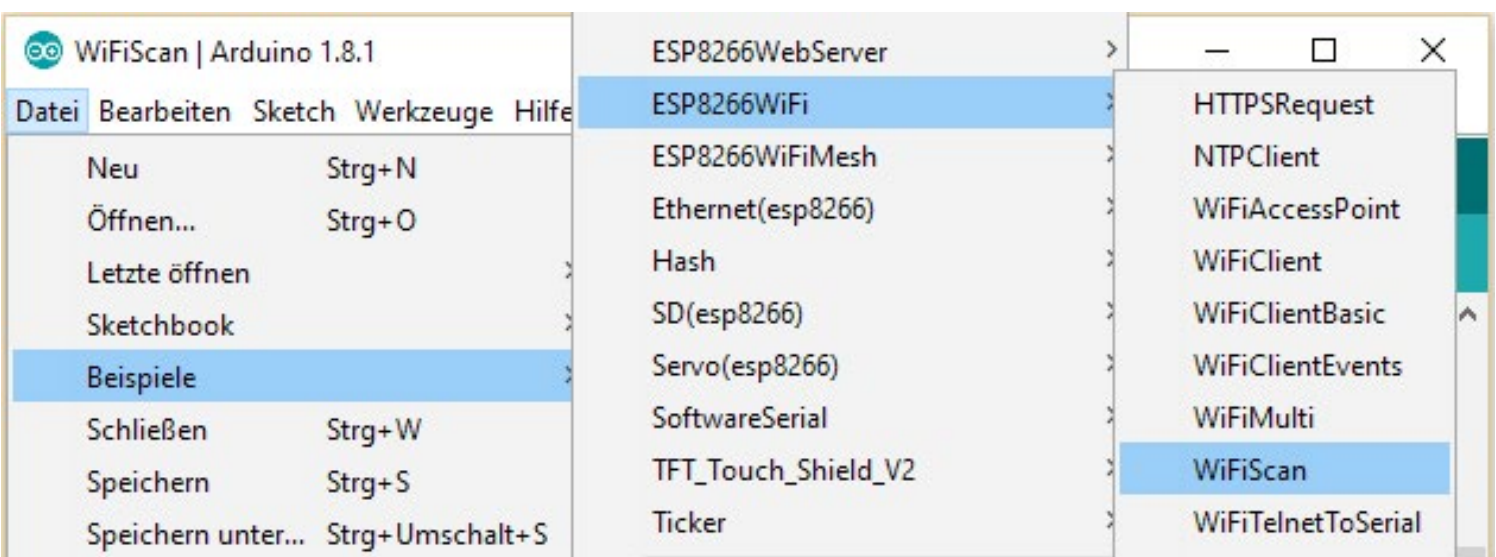 WiFiScan | Arduino 1.8.1
Datei Bearbeiten Sketch Werkzeuge Hilfe
Neu Strg+N
Öffnen... Strg+O
Letzte öffnen
Sketchbook
Beispiele
Schließen Strg+W
Speichern Strg+S
Speichern unter... Strg+Umschalt+S
ESP8266WebServer
ESP8266WiFi
ESP8266WiFiMesh
Ethernet(esp8266)
Hash
SD(esp8266)
Servo(esp8266)
SoftwareSerial
TFT_Touch_Shield_V2
Ticker
HTTPSRequest
NTPClient
WiFiAccessPoint
WiFiClient
WiFiClientBasic
WiFiClientEvents
WiFiMulti
WiFiScan
WiFiTelnetToSerial